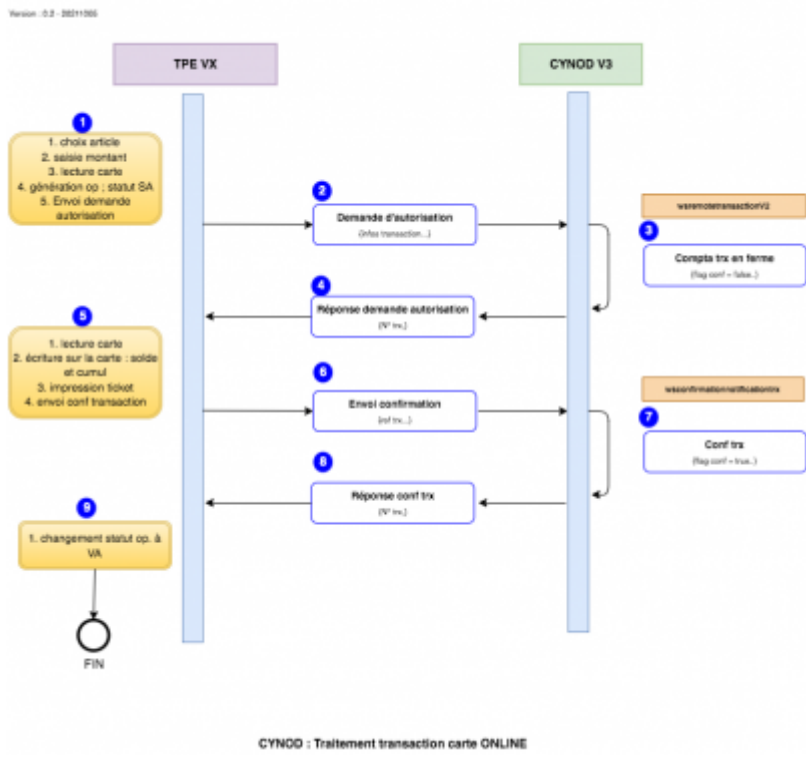 Version : 0.2 - 20211005
TPE VX
CYNOD V3
1
1. choix article
2. saisie montant
3. lecture carte
4. génération op ; statut SA
5. Envoi demande
autorisation
2
Demande d'autorisation
(infos transaction...)
wsremotetransactionV2
3
Compta trx en ferme
(flag conf = false..)
4
Réponse demande autorisation
(N° trx,)
5
1. lecture carte
2. écriture sur la carte : solde
et cumul
3. impression ticket
4. envoi conf transaction
6
Envoi confirmation
(ref trx...)
wsconfirmationnotificationtrx
7
Conf trx
(flag conf = true..)
8
Réponse conf trx
(N° trx,)
9
1. changement statut op. à
VA
FIN
CYNOD : Traitement transaction carte ONLINE